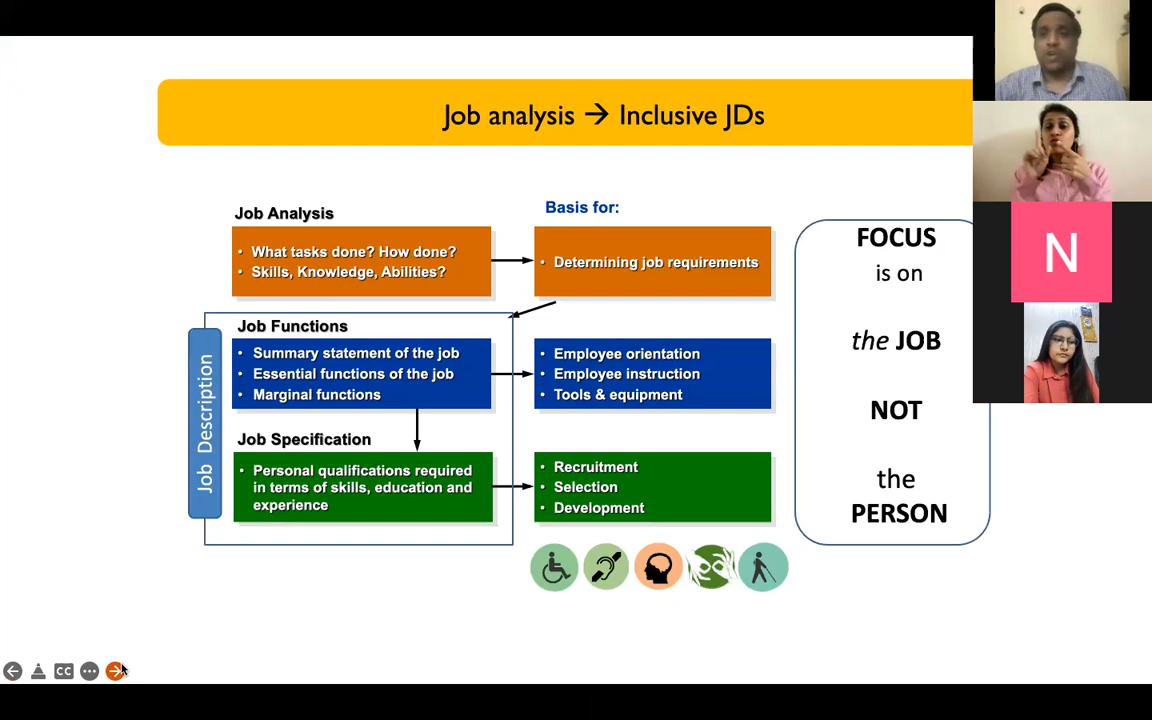 Job analysis → Inclusive JDs
Job Analysis
• What tasks done? How done?
• Skills, Knowledge, Abilities?
Basis for:
• Determining job requirements
Job Description
Job Functions
• Summary statement of the job
• Essential functions of the job
• Marginal functions
• Employee orientation
• Employee instruction
• Tools & equipment
Job Specification
• Personal qualifications required
in terms of skills, education and
experience
• Recruitment
• Selection
• Development
FOCUS
is on
the JOB
NOT
the
PERSON
N
CC